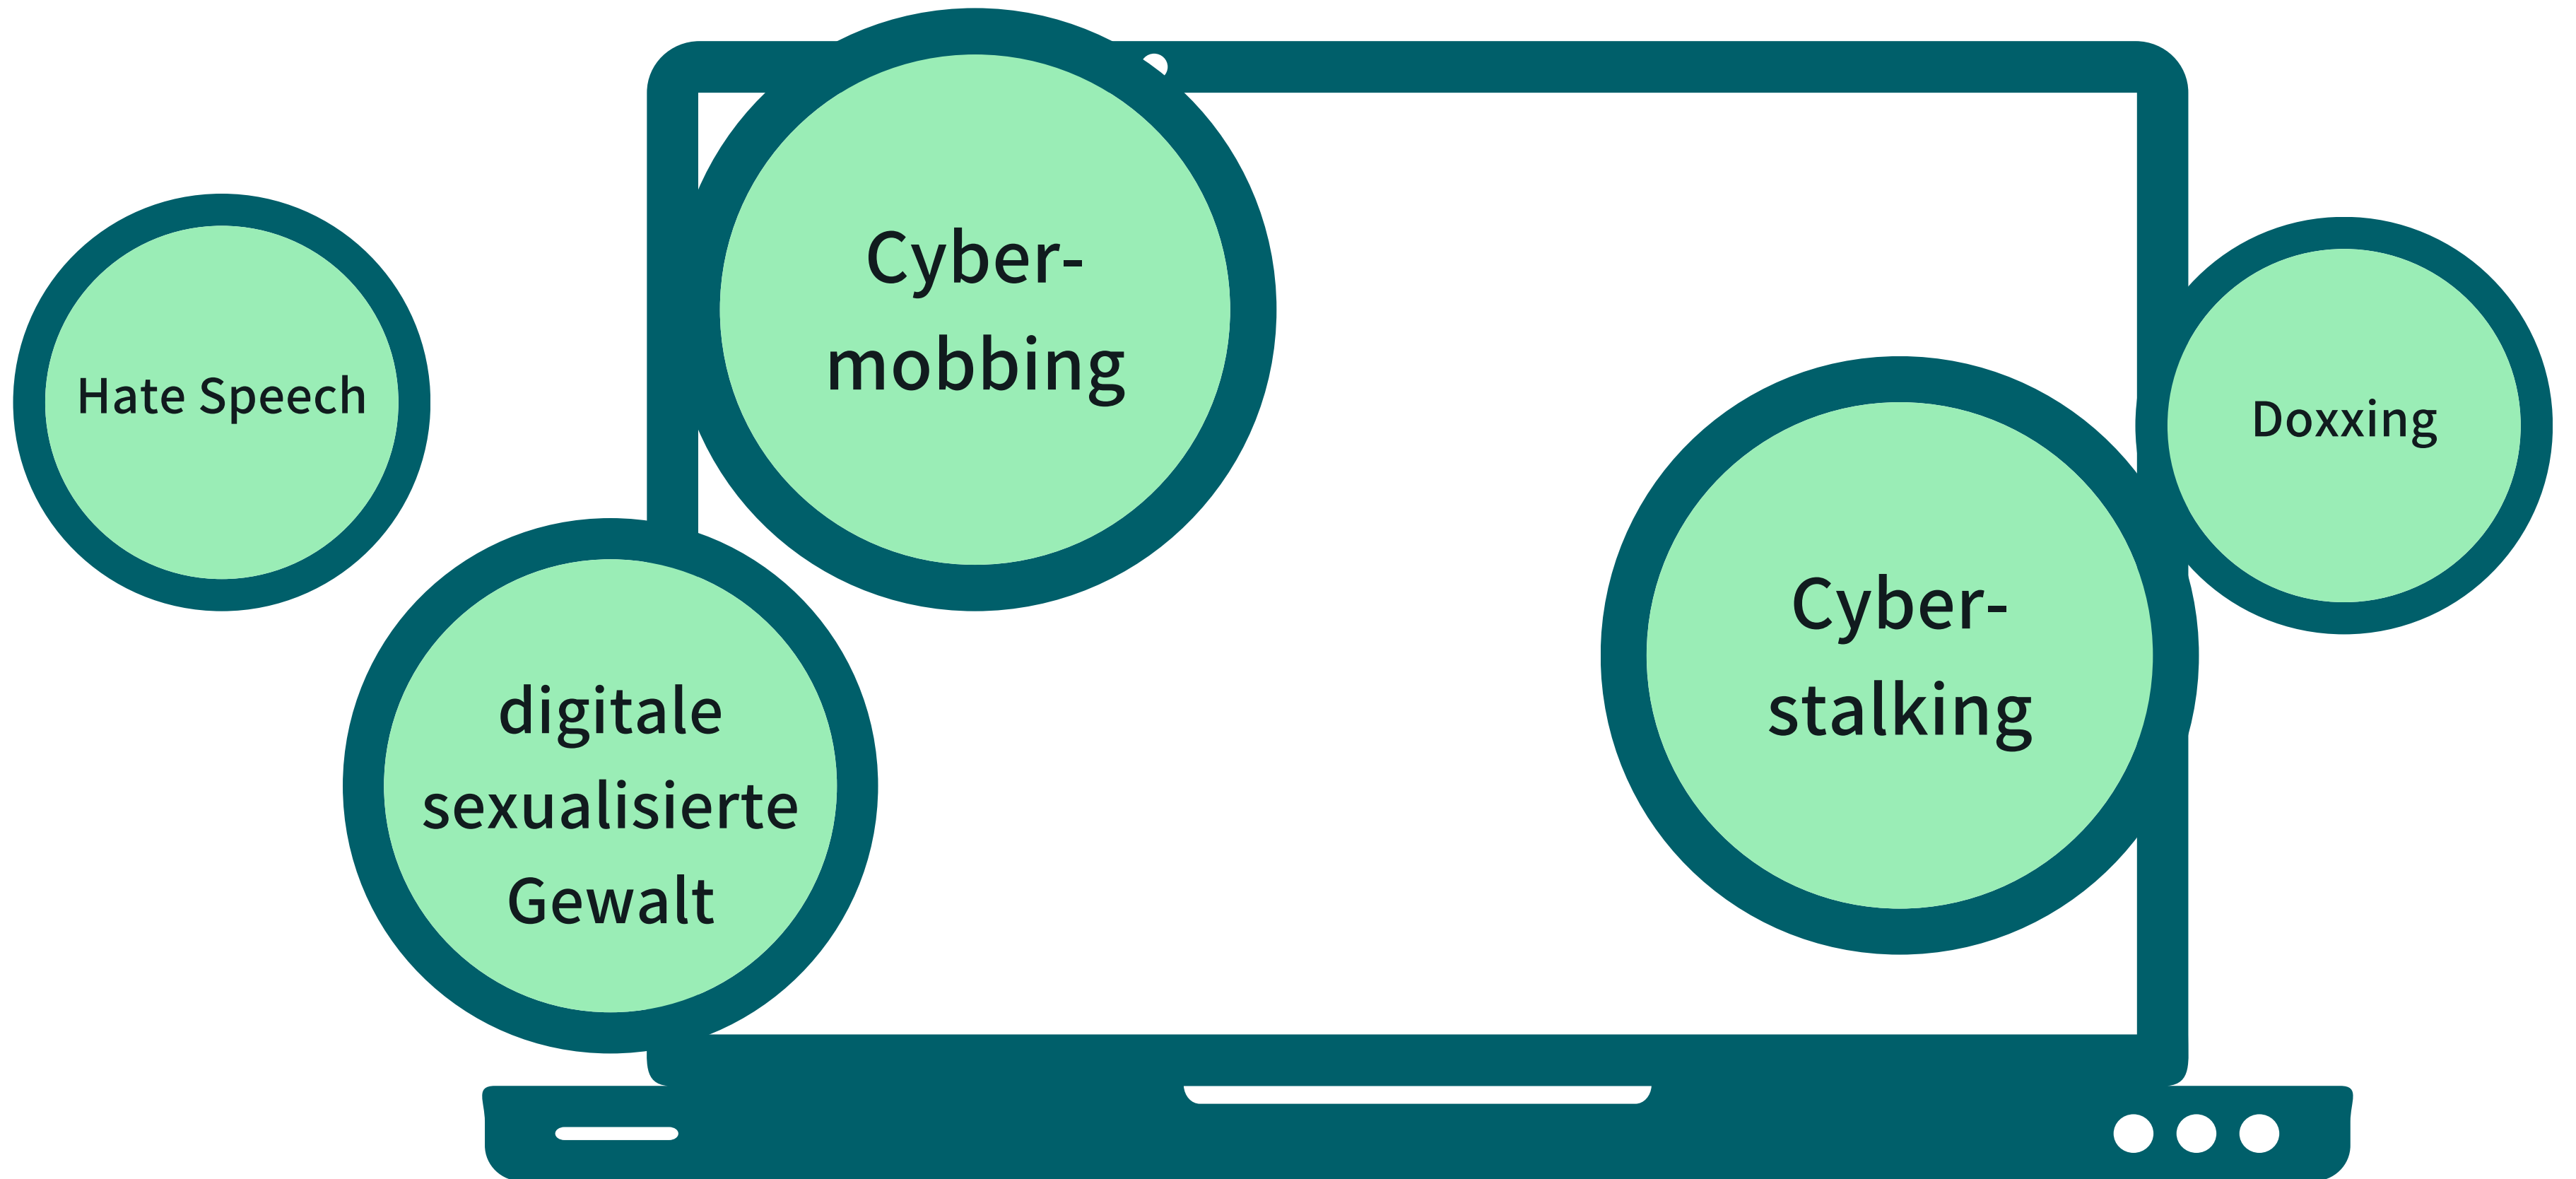 Hate Speech
Cyber-
mobbing
digitale
sexualisierte
Gewalt
Cyber-
stalking
Doxxing